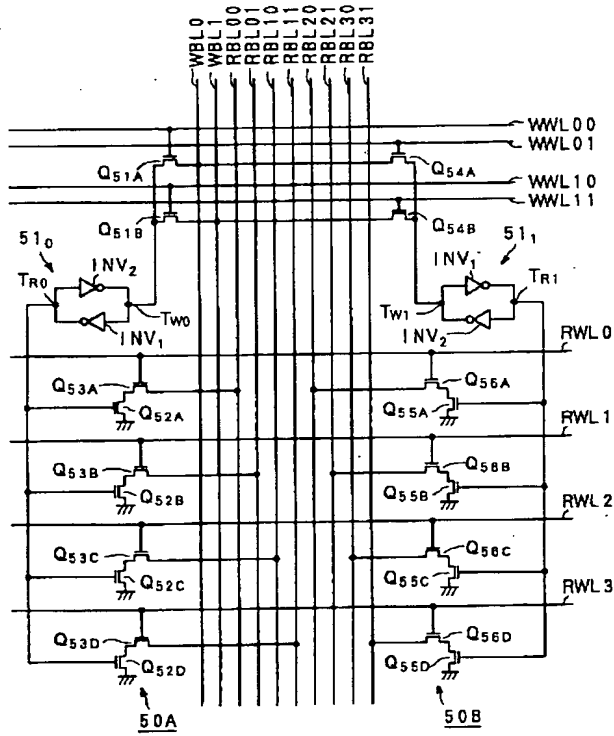 WBL0
WBL1
RBL00
RBL01
RBL10
RBL11
RBL20
RBL21
RBL30
RBL31
WWL00
WWL01
Q51A
Q54A
WWL10
WWL11
Q51B
Q54B
510
511
INV2
INV1
TR0
TW0
TW1
TR1
INV1
INV2
RWL0
Q53A
Q52A
Q56A
Q55A
RWL1
Q53B
Q52B
Q56B
Q55B
RWL2
Q53C
Q52C
Q56C
Q55C
RWL3
Q53D
Q52D
Q56D
Q55D
50A
50B